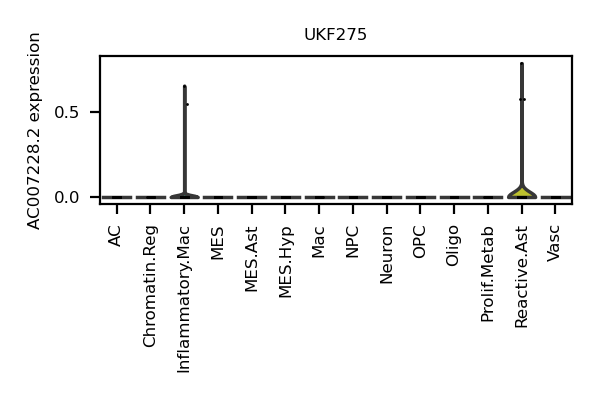 UKF275
AC007228.2 expression
0.5
0.0
AC
Chromatin.Reg
Inflammatory.Mac
MES
MES.Ast
MES.Hyp
Mac
NPC
Neuron
OPC
Oligo
Prolif.Metab
Reactive.Ast
Vasc